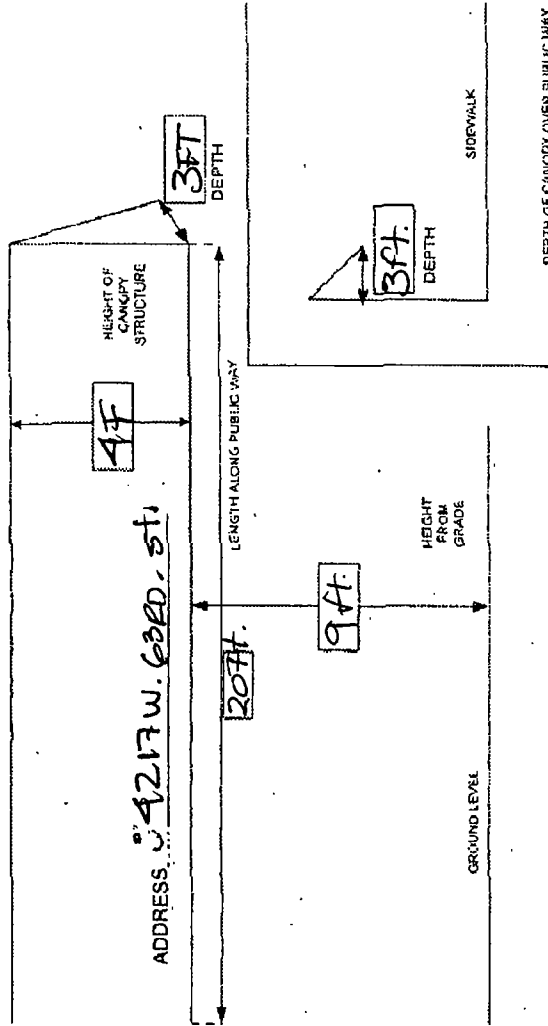 HEIGHT OF
CANOPY
STRUCTURE
3FT
DEPTH
4F
ADDRESS 4217 W. 63RD. St.
LENGTH ALONG PUBLIC WAY
20ft.
9ft.
HEIGHT
FROM
GRADE
GROUND LEVEL
3ft.
DEPTH
SIDEWALK
DEPTH OF CANOPY OVER PUBLIC WAY